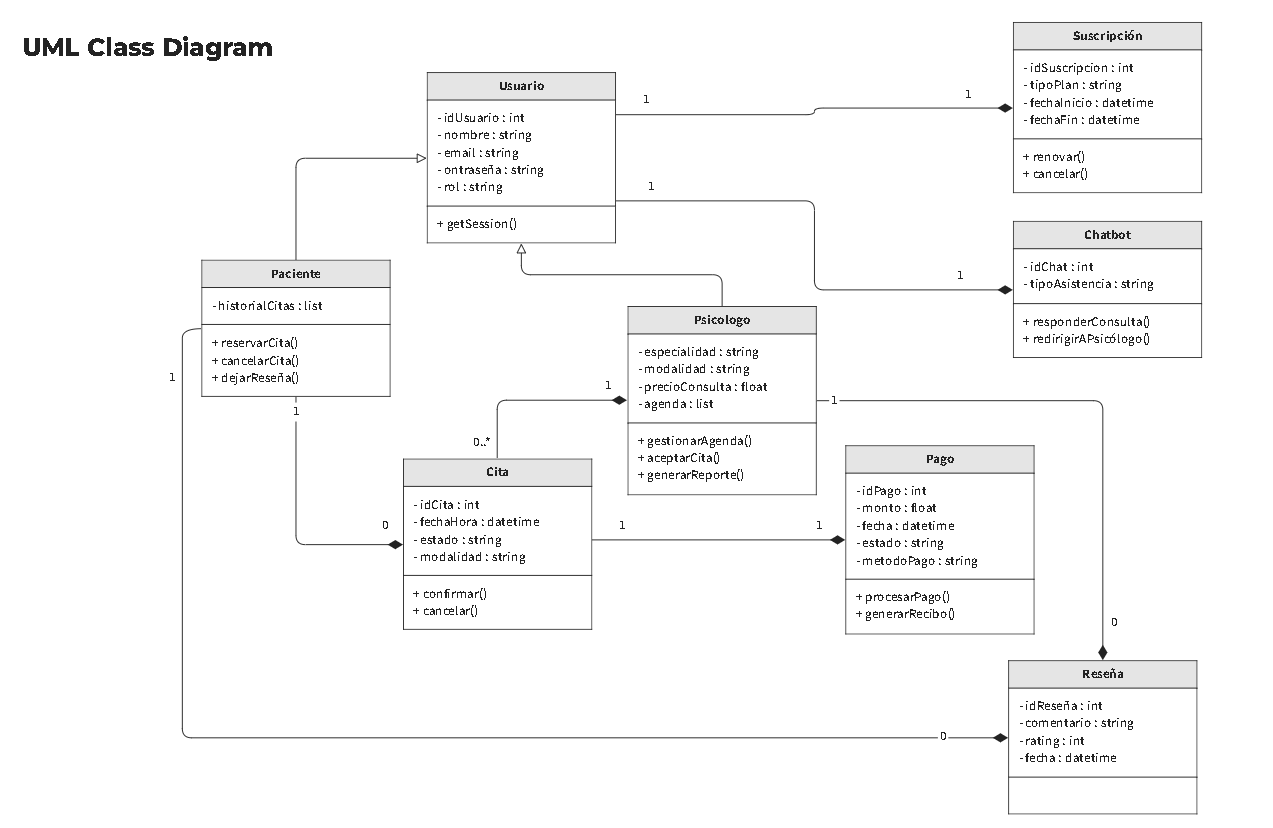 UML Class Diagram
Suscripción
- idSuscripcion : int
- tipoPlan : string
- fechaInicio : datetime
- fechaFin : datetime
+ renovar()
+ cancelar()
Usuario
- idUsuario : int
- nombre : string
- email : string
- ontraseña : string
- rol : string
+ getSession()
1
1
1
1
Chatbot
- idChat : int
- tipoAsistencia : string
+ responderConsulta()
+ redirigirAPsicólogo()
Paciente
- historialCitas : list
+ reservarCita()
+ cancelarCita()
+ dejarReseña()
1
1
Psicologo
- especialidad : string
- modalidad : string
- precioConsulta : float
- agenda : list
+ gestionarAgenda()
+ aceptarCita()
+ generarReporte()
1
1
0..*
Cita
- idCita : int
- fechaHora : datetime
- estado : string
- modalidad : string
+ confirmar()
+ cancelar()
0
1
1
Pago
- idPago : int
- monto : float
- fecha : datetime
- estado : string
- metodoPago : string
+ procesarPago()
+ generarRecibo()
0
Reseña
- idReseña : int
- comentario : string
- rating : int
- fecha : datetime
0